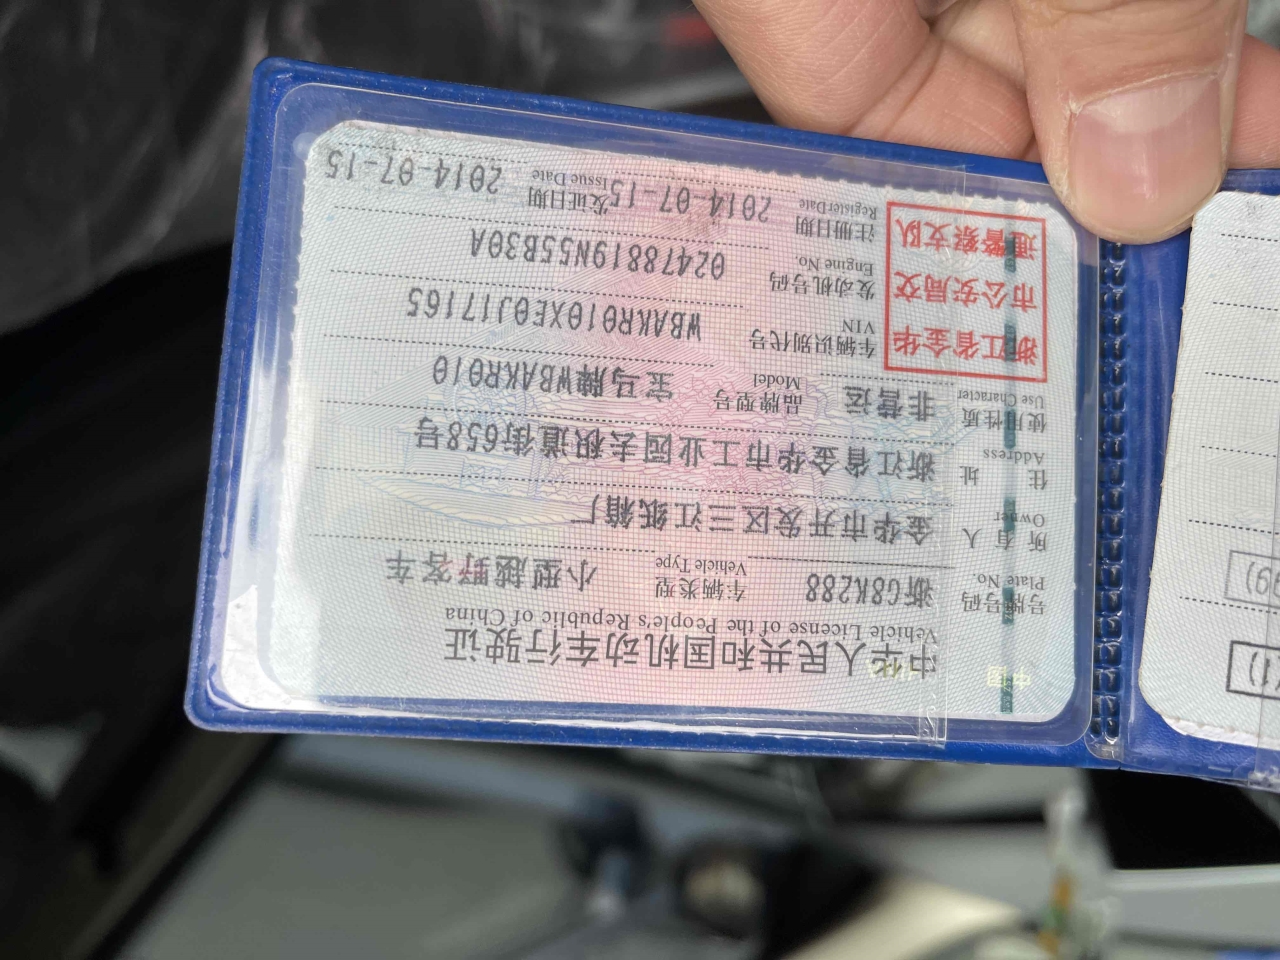 中华人民共和国机动车行驶证
Vehicle License of the People's Republic of China
号牌号码 浙G8K288 车辆类型 小型越野客车
Plate No. Vehicle Type
所有人 金华市开发区三江纸箱厂
Owner
住址 浙江省金华市工业园去积道街658号
Address
使用性质 非营运 品牌型号 宝马牌WBAKR010
Use Character Model
浙江省金华
市公安局交
通警察支队
车辆识别代号 WBAKR010XE0J17165
VIN
发动机号码 02478819N55B30A
Engine No.
注册日期 2014-07-15 发证日期 2014-07-15
Register Date Issue Date
中国